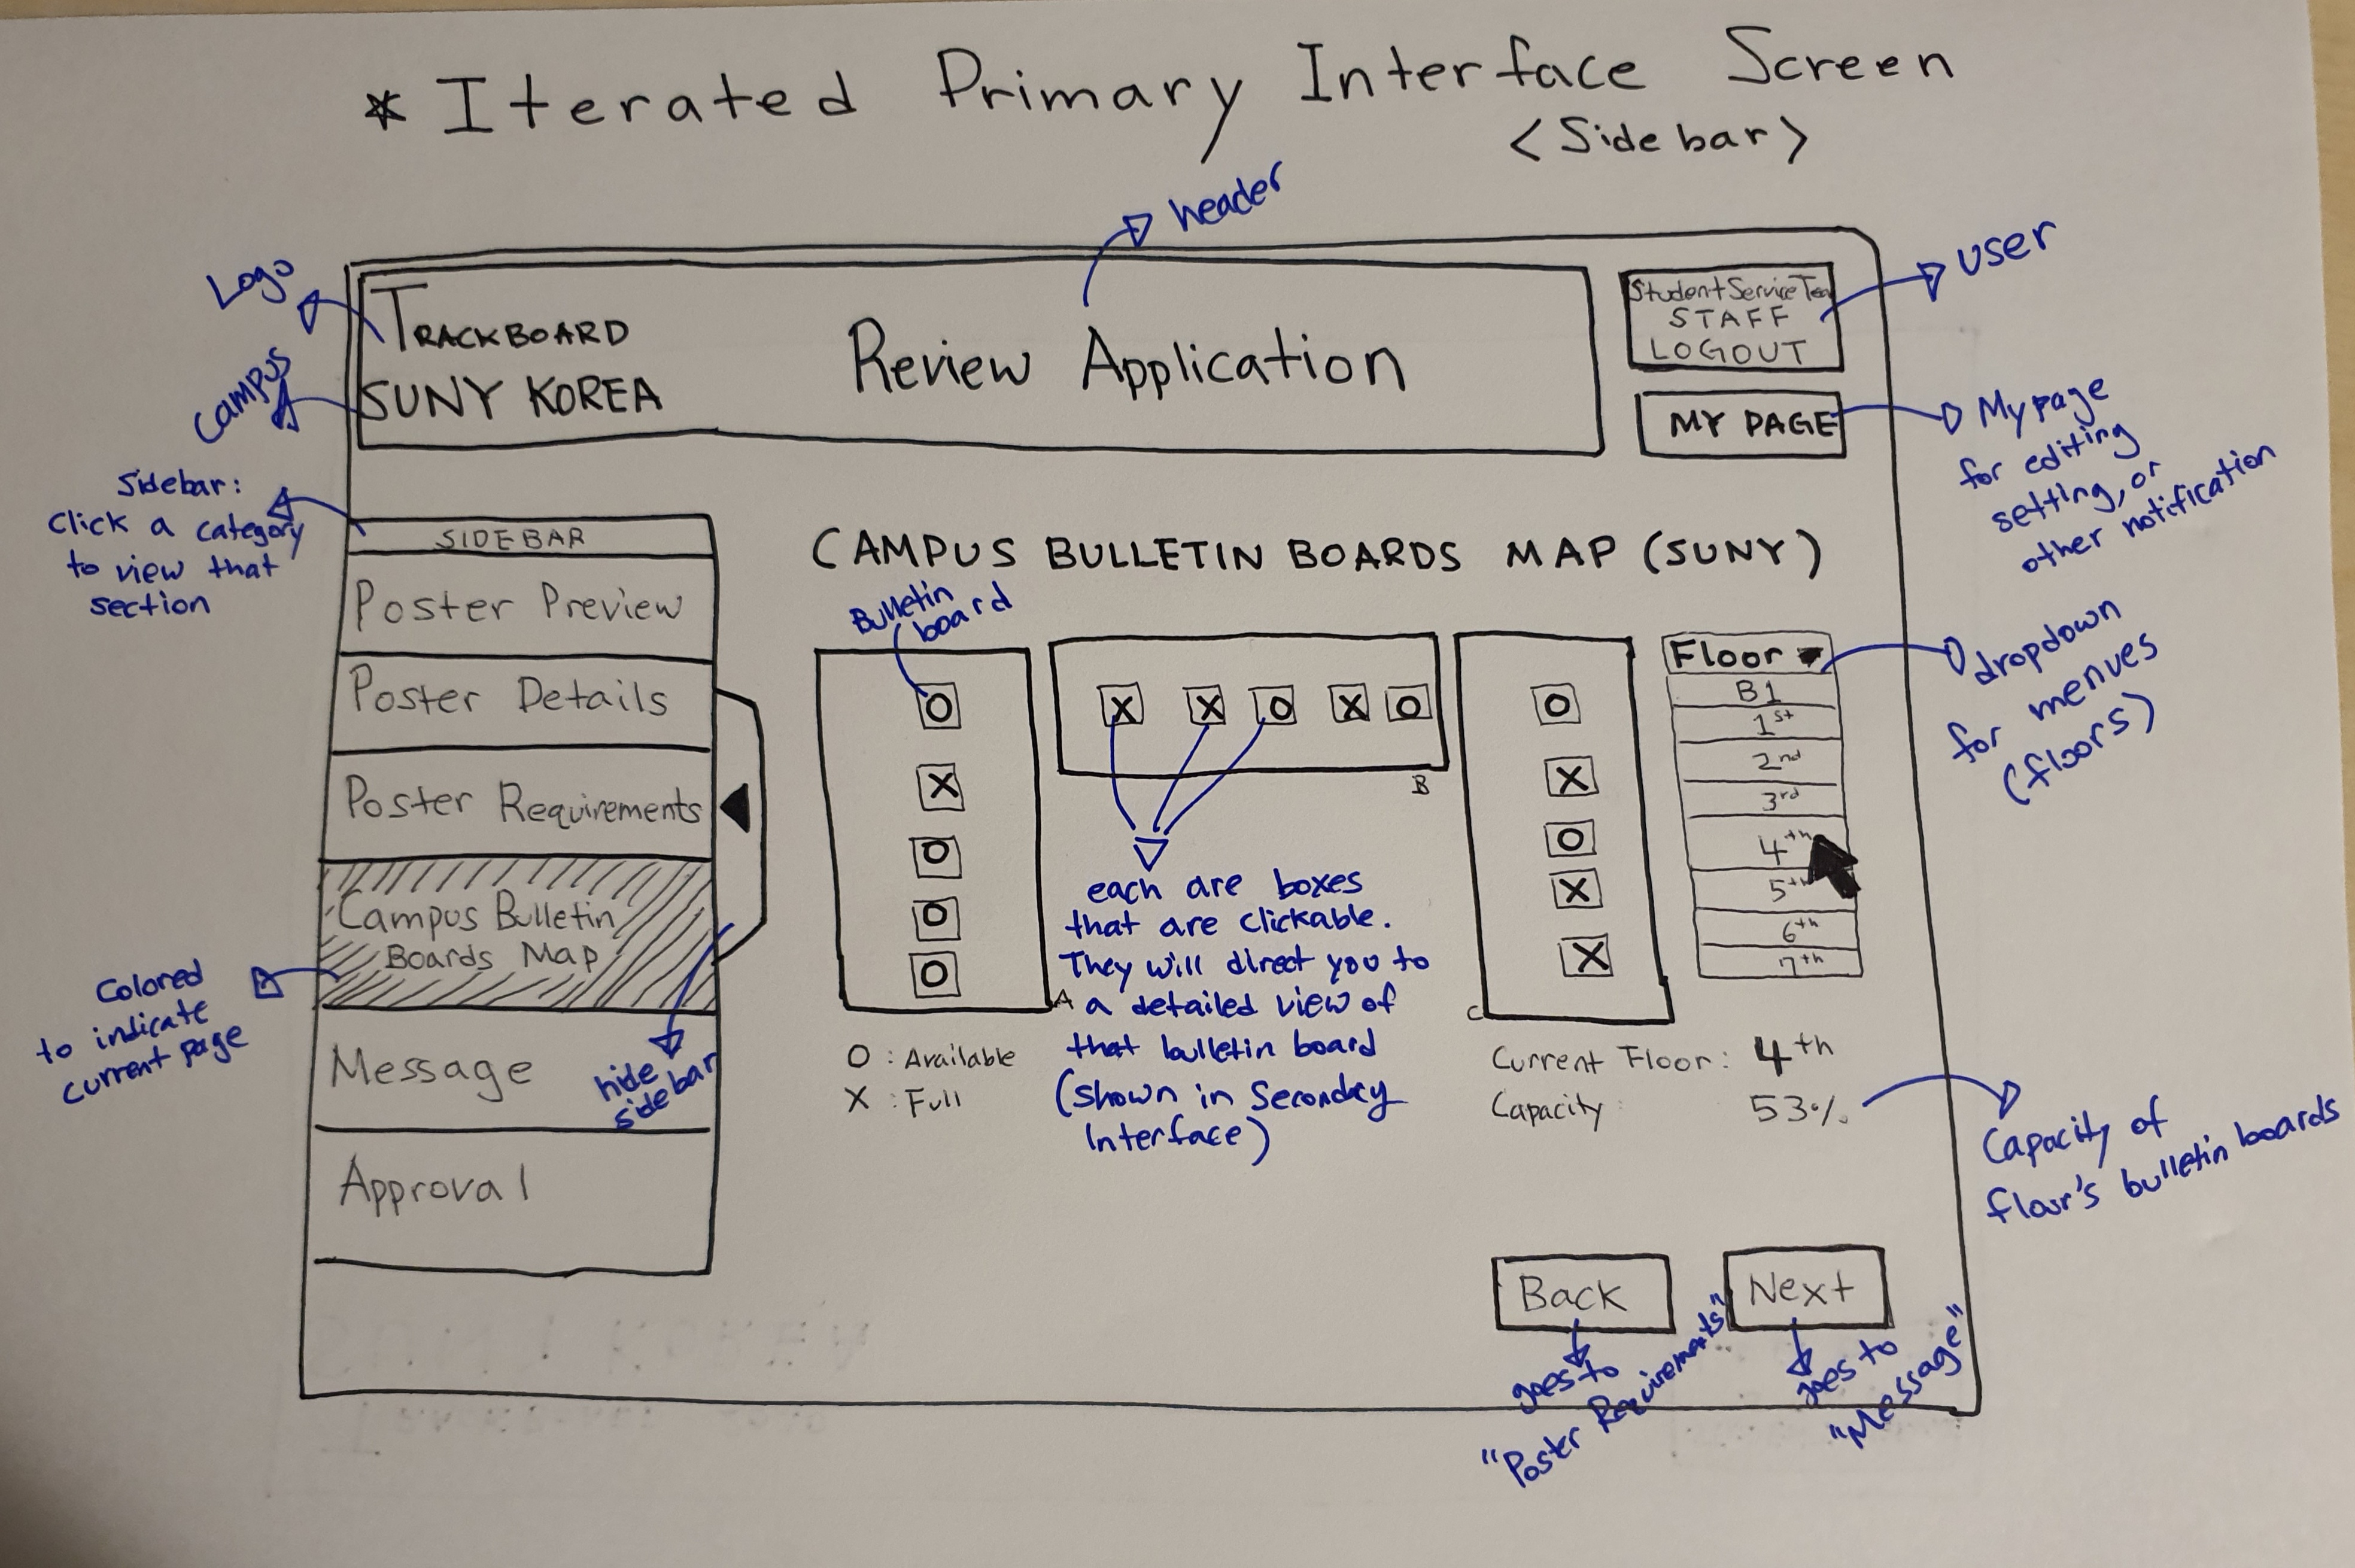 * Iterated Primary Interface Screen
<Sidebar>
header
Logo
Campus
user
TRACKBOARD
SUNY KOREA
Review Application
Student Service Tea
STAFF
LOGOUT
MY PAGE
My page
for editing
setting, or
other notification
Sidebar:
Click a category
to view that
section
SIDEBAR
Poster Preview
Poster Details
Poster Requirements
Campus Bulletin
Boards Map
Message
Approval
Colored
to indicate
current page
hide
sidebar
CAMPUS BULLETIN BOARDS MAP (SUNY)
Bulletin
board
O
X
O
O
O
A
X X O X O
B
O
X
O
X
X
C
each are boxes
that are clickable.
They will direct you to
a detailed view of
that bulletin board
(shown in Secondary
Interface)
O : Available
X : Full
Floor
B1
1st
2nd
3rd
4th
5th
6th
7th
dropdown
for menues
(floors)
Current Floor: 4th
Capacity : 53%
Capacity of
floor's bulletin boards
Back
Next
goes to
"Poster Requirements"
goes to
"Message"